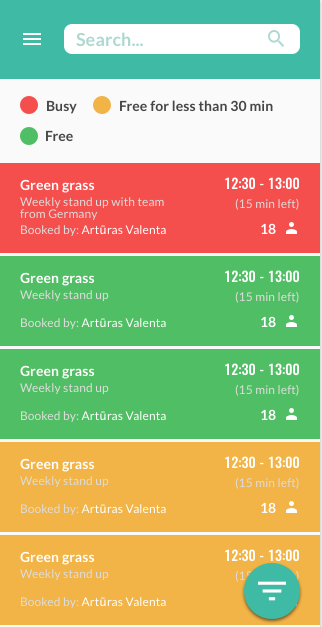 Search...
Busy
Free for less than 30 min
Free
Green grass
12:30 - 13:00
Weekly stand up with team
from Germany
(15 min left)
Booked by: Artūras Valenta
18
Green grass
12:30 - 13:00
Weekly stand up
(15 min left)
Booked by: Artūras Valenta
18
Green grass
12:30 - 13:00
Weekly stand up
(15 min left)
Booked by: Artūras Valenta
18
Green grass
12:30 - 13:00
Weekly stand up
(15 min left)
Booked by: Artūras Valenta
18
Green grass
12:30 - 13:00
Weekly stand up
Booked by: Artūras Valenta